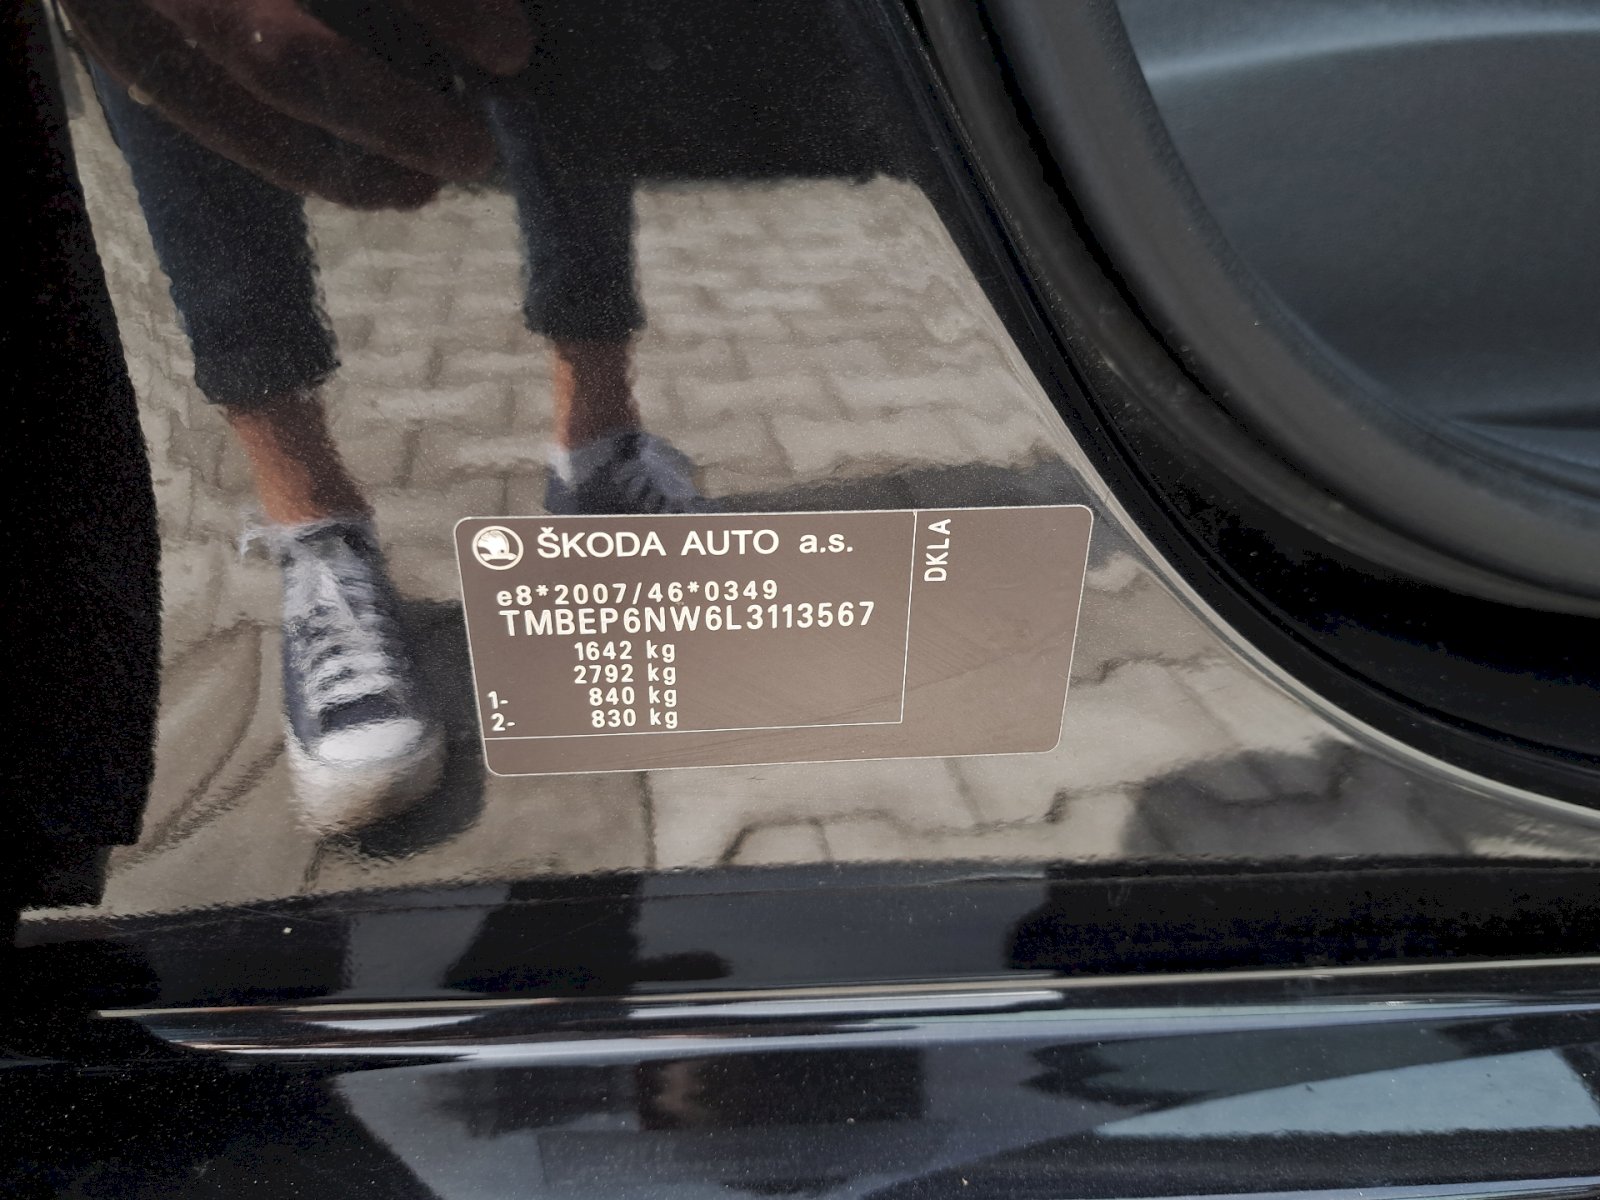 ŠKODA AUTO a.s.
e8*2007/46*0349
TMBEP6NW6L3113567
1642 kg
2792 kg
1- 840 kg
2- 830 kg
DKLA